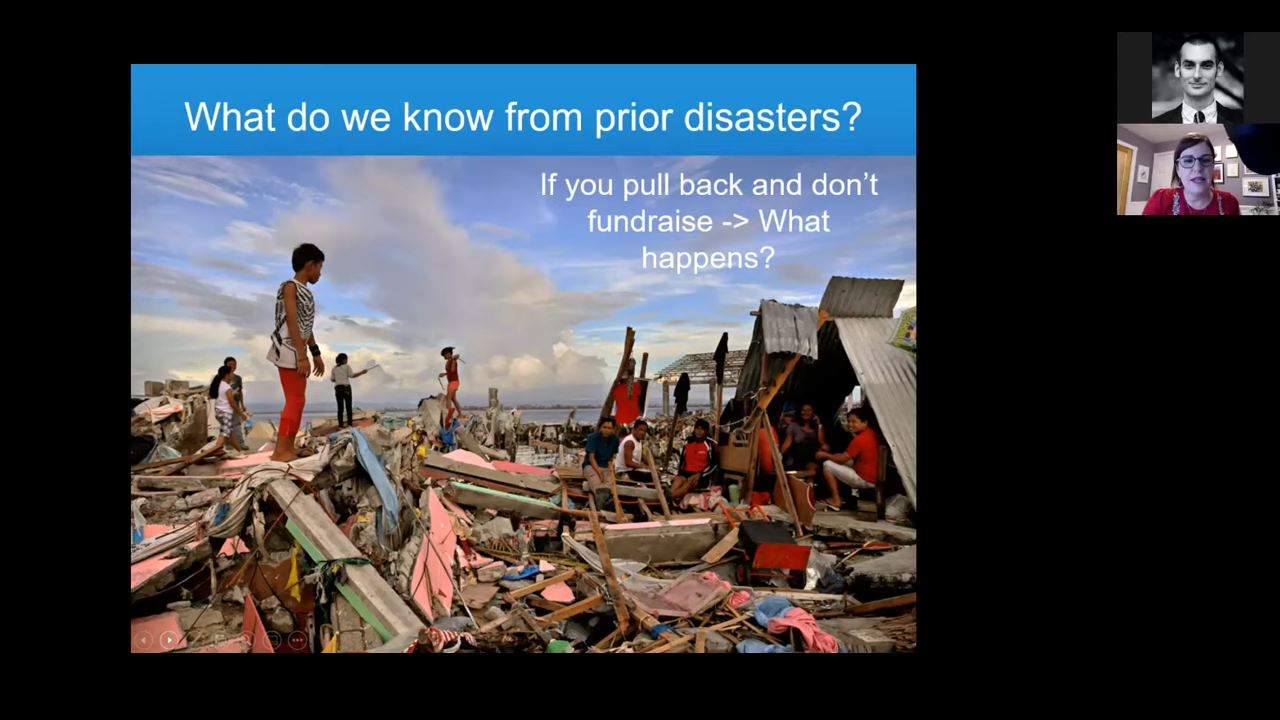 What do we know from prior disasters?
If you pull back and don’t
fundraise -> What
happens?